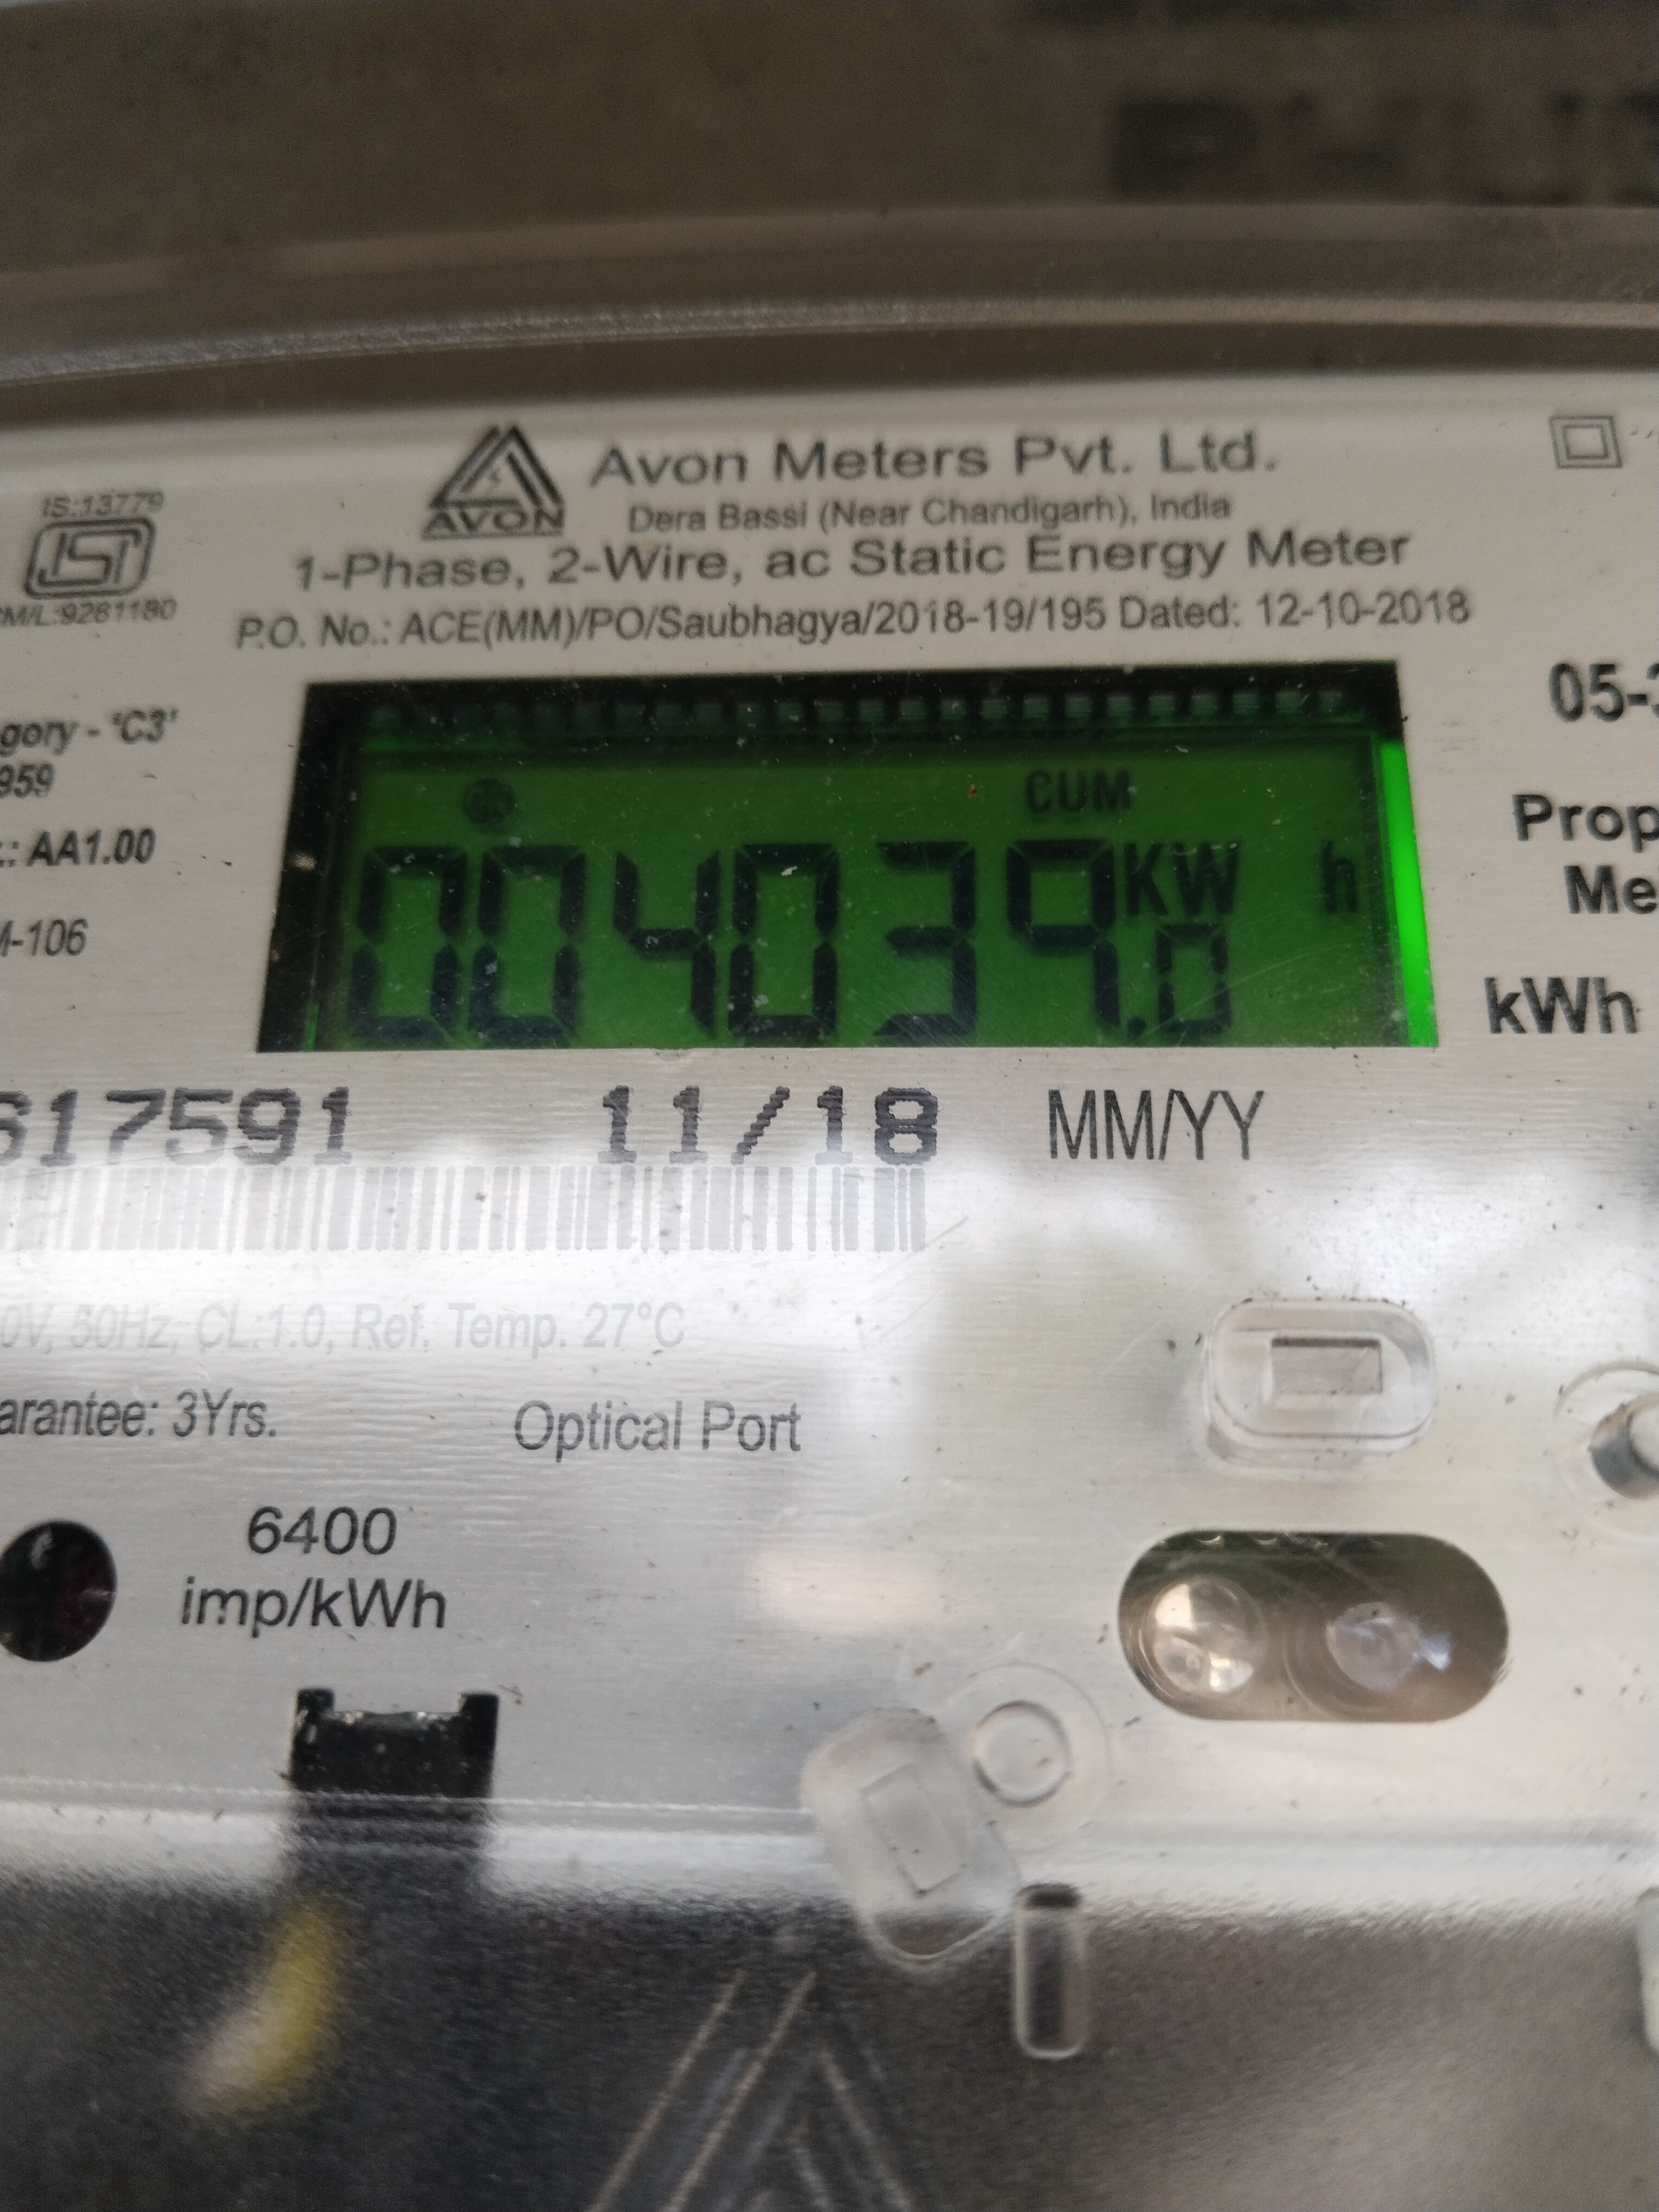 Avon Meters Pvt. Ltd.
AVON
Dera Bassi (Near Chandigarh), India
1-Phase, 2-Wire, ac Static Energy Meter
P.O. No.: ACE(MM)/PO/Saubhagya/2018-19/195 Dated: 12-10-2018
IS:13779
ISI
CM/L:9281180
gory - 'C3'
959
.: AA1.00
M-106
CUM
004039.0 KW h
05-3
Prop
Me
kWh
617591 11/18 MM/YY
0V, 50Hz, CL:1.0, Ref. Temp. 27°C
arantee: 3Yrs.
Optical Port
6400
imp/kWh